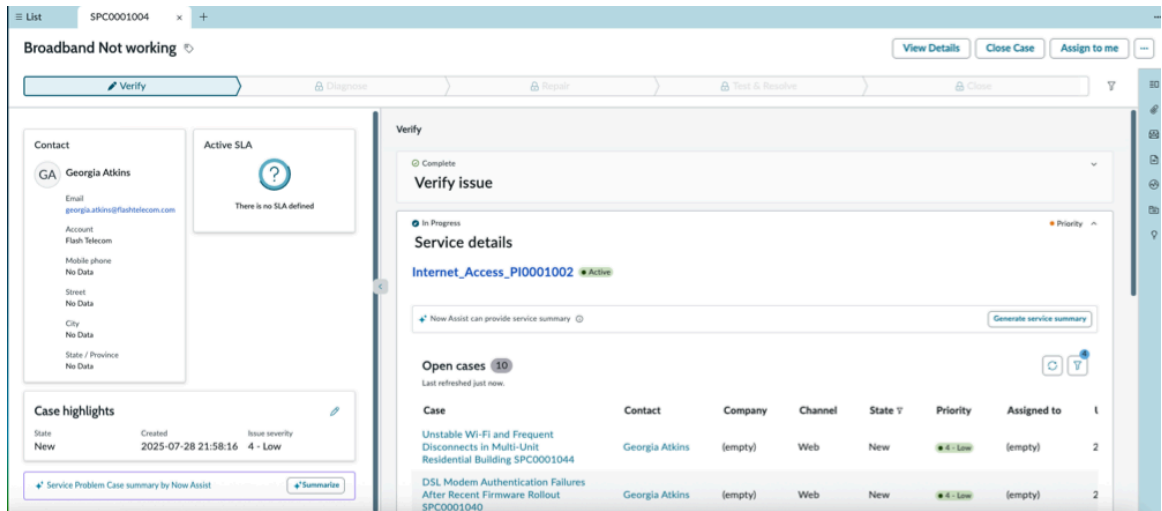 ≡ List
SPC0001004 × +
Broadband Not working
View Details
Close Case
Assign to me
Verify
Diagnose
Repair
Test & Resolve
Close
Contact
GA
Georgia Atkins
Email
georgia.atkins@flashtelecom.com
Account
Flash Telecom
Mobile phone
No Data
Street
No Data
City
No Data
State / Province
No Data
Active SLA
?
There is no SLA defined
Case highlights
State Created Issue severity
New 2025-07-28 21:58:16 4 - Low
Service Problem Case summary by Now Assist
Summarize
Verify
Complete
Verify issue
In Progress
Priority
Service details
Internet_Access_PI0001002
Active
Now Assist can provide service summary
Generate service summary
Open cases 10
4
Last refreshed just now.
Case Contact Company Channel State Priority Assigned to
Unstable Wi-Fi and Frequent
Disconnects in Multi-Unit
Residential Building SPC0001044
Georgia Atkins (empty) Web New 4 - Low (empty) 2
DSL Modem Authentication Failures
After Recent Firmware Rollout
SPC0001040
Georgia Atkins (empty) Web New 4 - Low (empty) 2